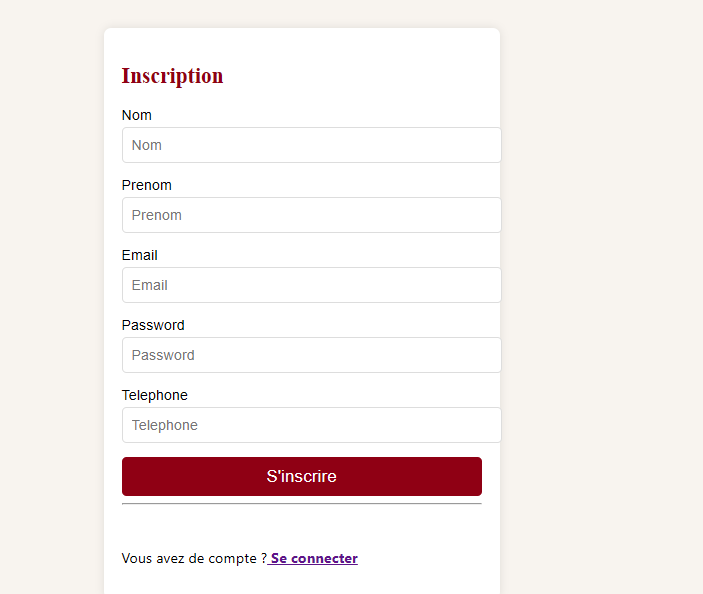 Inscription
Nom
Nom
Prenom
Prenom
Email
Email
Password
Password
Telephone
Telephone
S'inscrire
Vous avez de compte ? Se connecter